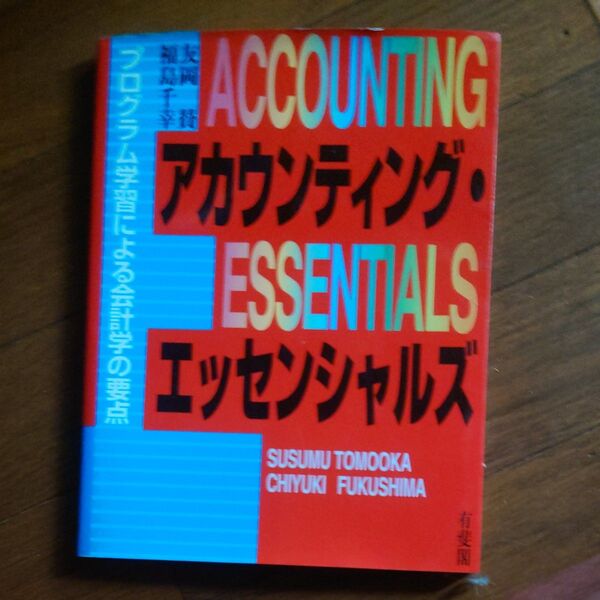 ACCOUNTING
アカウンティング・
ESSENTIALS
エッセンシャルズ
友岡 賛
福島千幸
プログラム学習による会計学の要点
SUSUMU TOMOOKA
CHIYUKI FUKUSHIMA
有斐閣